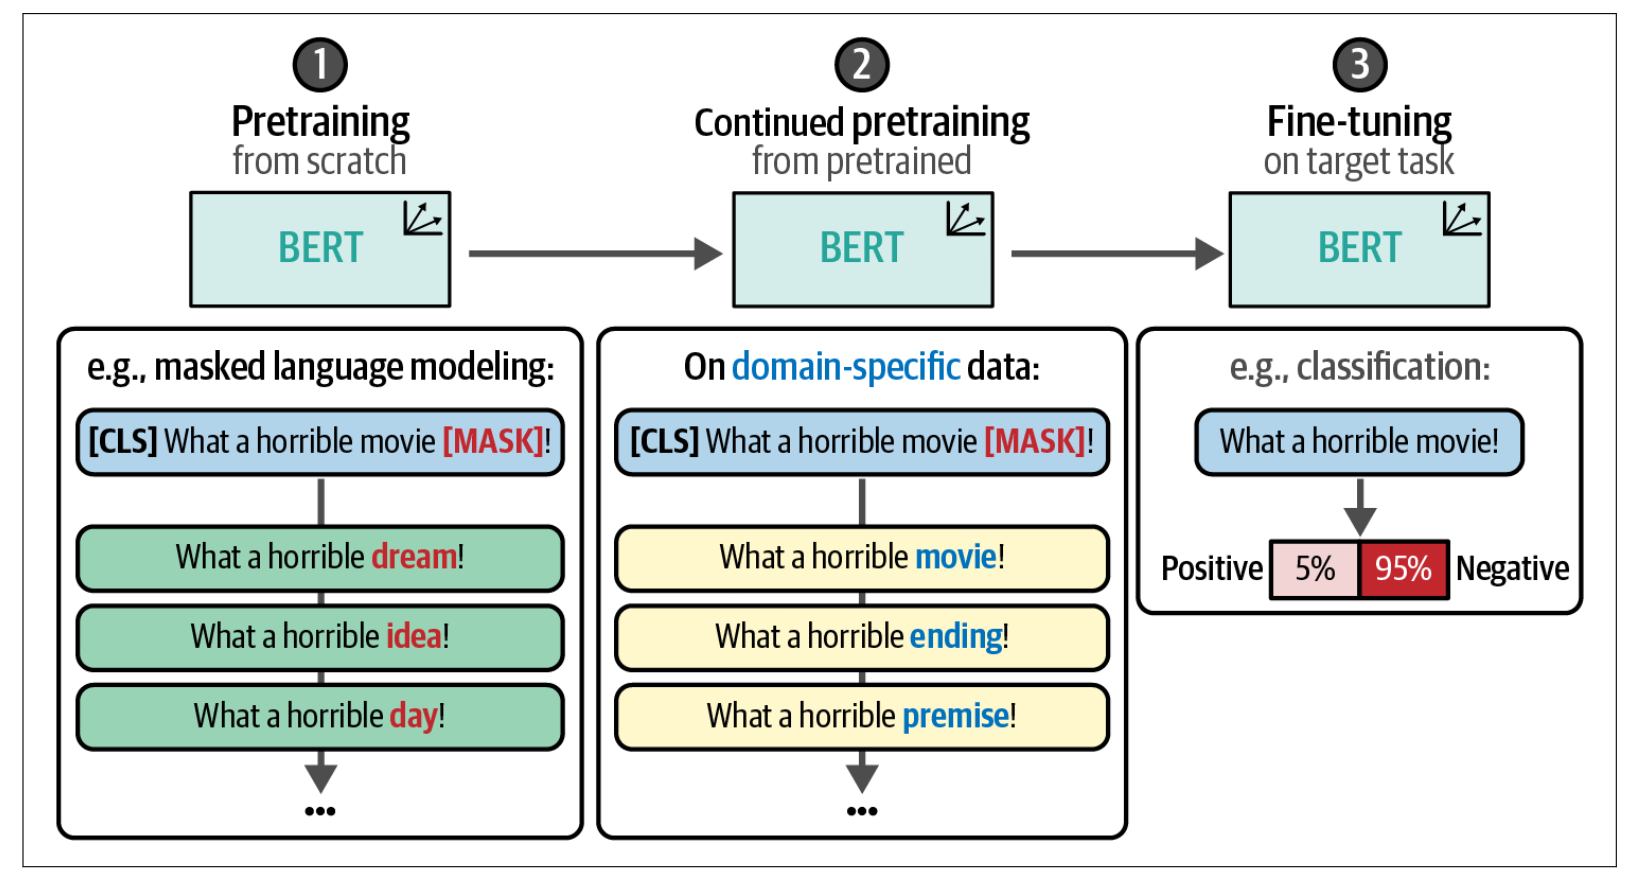 1
Pretraining
from scratch
BERT
e.g., masked language modeling:
[CLS] What a horrible movie [MASK]!
What a horrible dream!
What a horrible idea!
What a horrible day!
...
2
Continued pretraining
from pretrained
BERT
On domain-specific data:
[CLS] What a horrible movie [MASK]!
What a horrible movie!
What a horrible ending!
What a horrible premise!
...
3
Fine-tuning
on target task
BERT
e.g., classification:
What a horrible movie!
Positive 5% 95% Negative